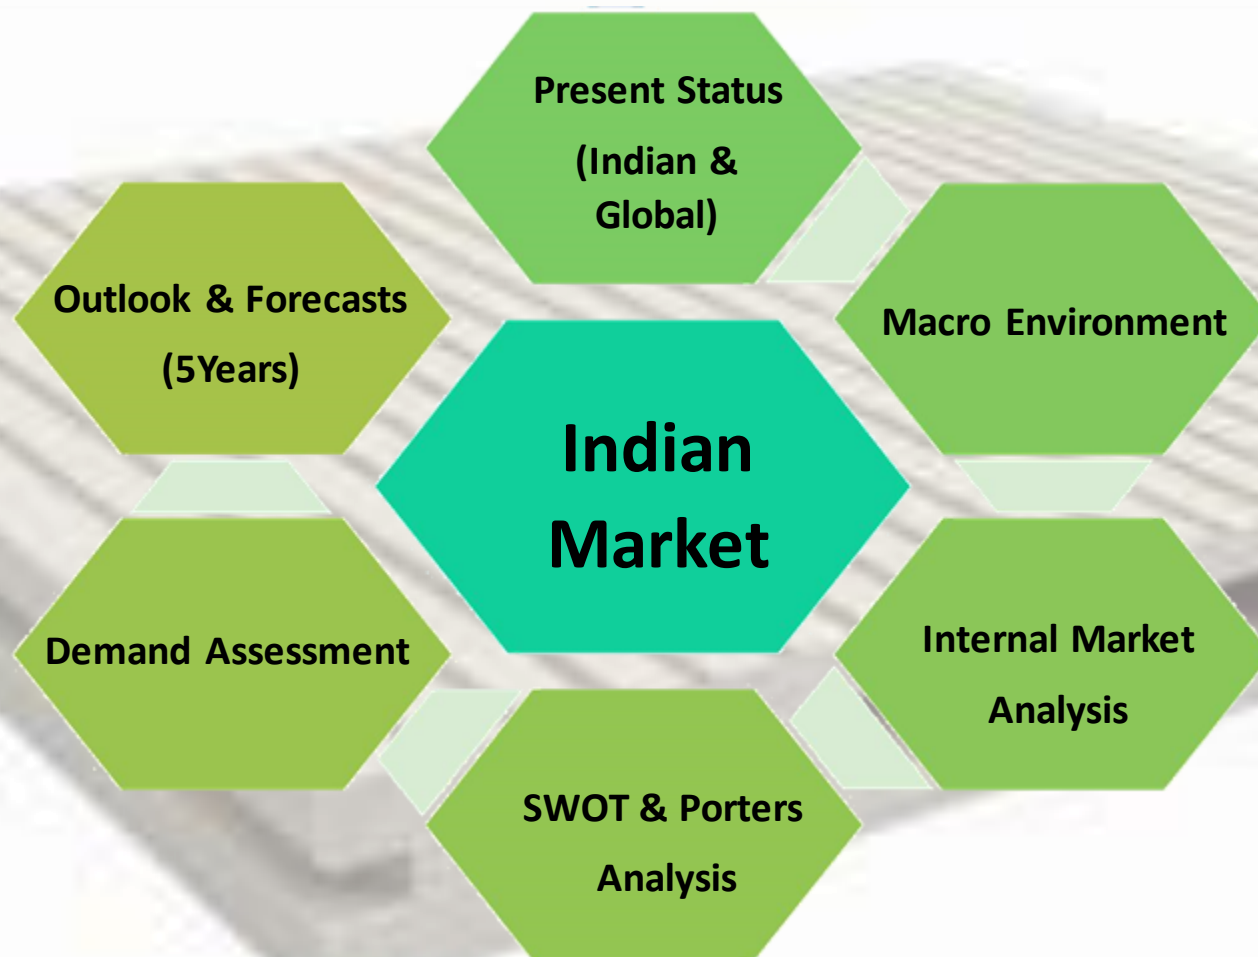 Present Status
(Indian &
Global)
Macro Environment
Internal Market
Analysis
SWOT & Porters
Analysis
Demand Assessment
Outlook & Forecasts
(5Years)
Indian
Market